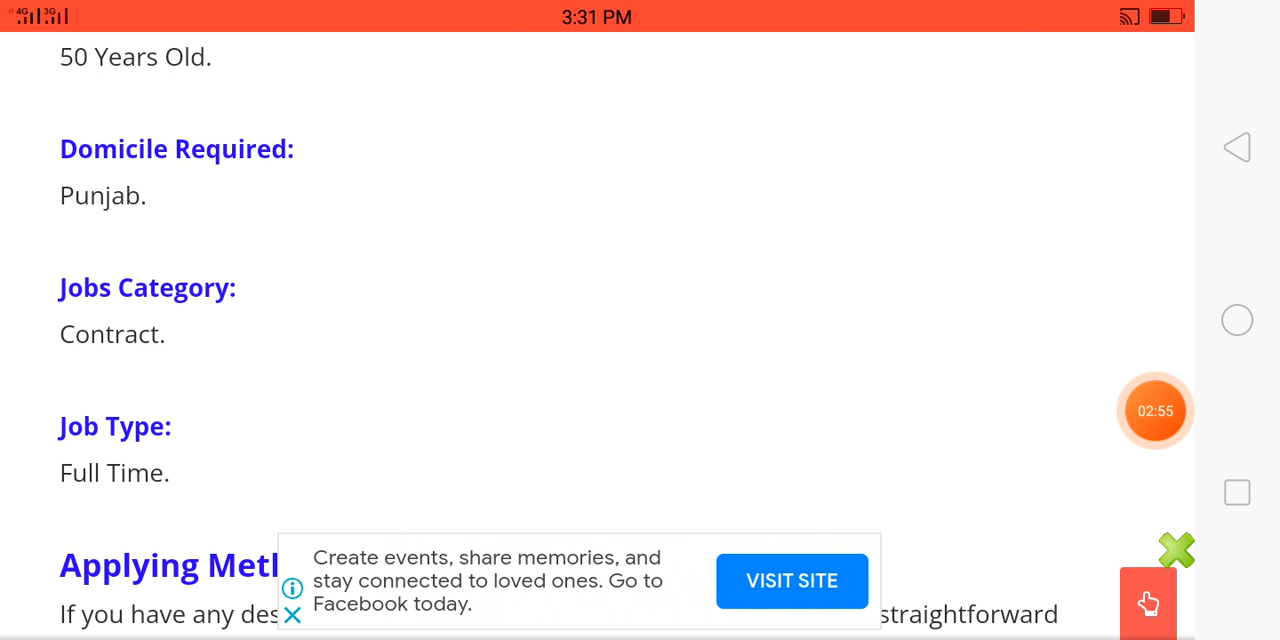 4G 3G 3:31 PM
50 Years Old.
Domicile Required:
Punjab.
Jobs Category:
Contract.
02:55
Job Type:
Full Time.
Applying
Create events, share memories, and
stay connected to loved ones. Go to
Facebook today.
VISIT SITE
If you have any straightforward